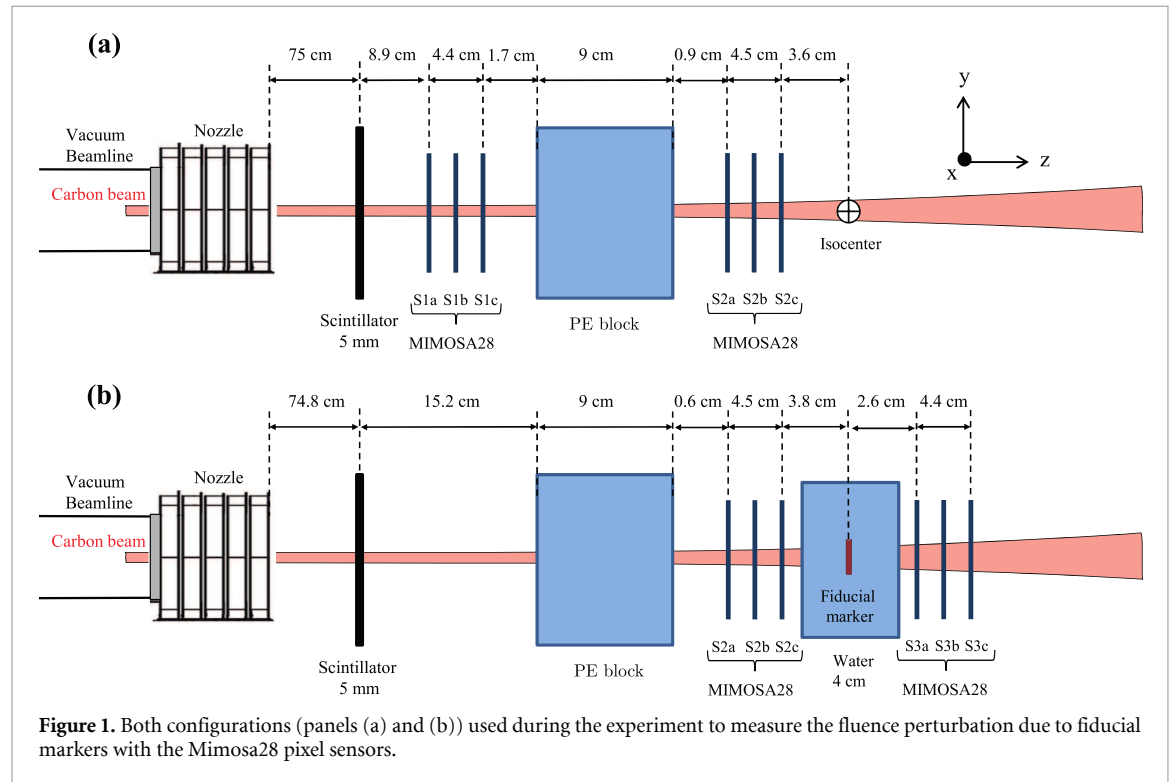 (a)
75 cm 8.9 cm 4.4 cm 1.7 cm 9 cm 0.9 cm 4.5 cm 3.6 cm
Vacuum
Beamline
Nozzle
Carbon beam
y
x
z
Isocenter
S1a S1b S1c
S2a S2b S2c
Scintillator
5 mm
MIMOSA28
PE block
MIMOSA28
(b)
74.8 cm 15.2 cm 9 cm 0.6 cm 4.5 cm 3.8 cm 2.6 cm 4.4 cm
Vacuum
Beamline
Nozzle
Carbon beam
Fiducial
marker
S2a S2b S2c
S3a S3b S3c
Scintillator
5 mm
PE block
MIMOSA28
Water
4 cm
MIMOSA28
Figure 1. Both configurations (panels (a) and (b)) used during the experiment to measure the fluence perturbation due to fiducial
markers with the Mimosa28 pixel sensors.